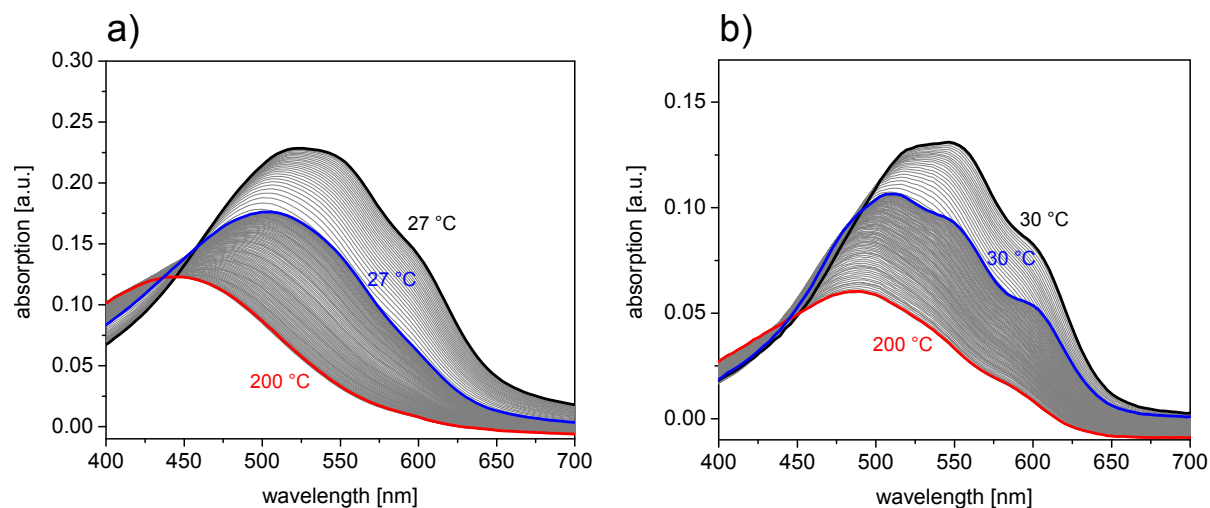 a)
absorption [a.u.]
0.30
0.25
0.20
0.15
0.10
0.05
0.00
27 °C
27 °C
200 °C
400 450 500 550 600 650 700
wavelength [nm]
b)
absorption [a.u.]
0.15
0.10
0.05
0.00
30 °C
30 °C
200 °C
400 450 500 550 600 650 700
wavelength [nm]